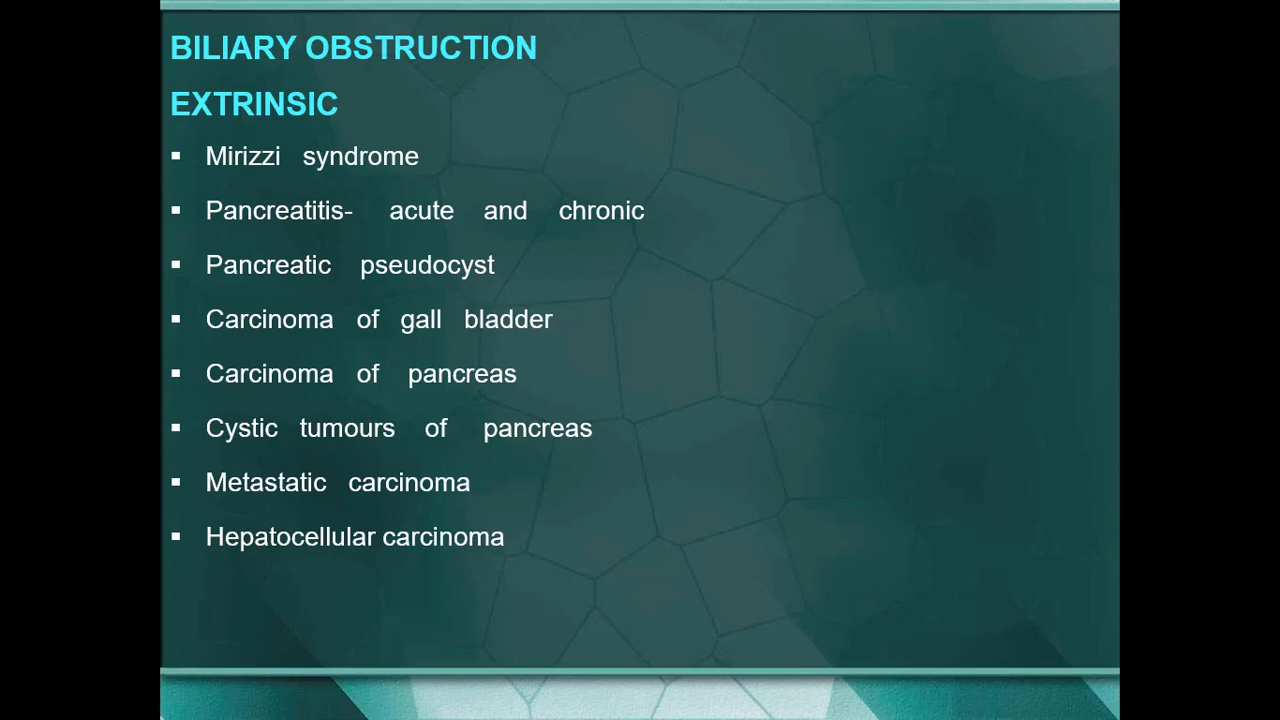 BILIARY OBSTRUCTION
EXTRINSIC
▪ Mirizzi syndrome
▪ Pancreatitis- acute and chronic
▪ Pancreatic pseudocyst
▪ Carcinoma of gall bladder
▪ Carcinoma of pancreas
▪ Cystic tumours of pancreas
▪ Metastatic carcinoma
▪ Hepatocellular carcinoma